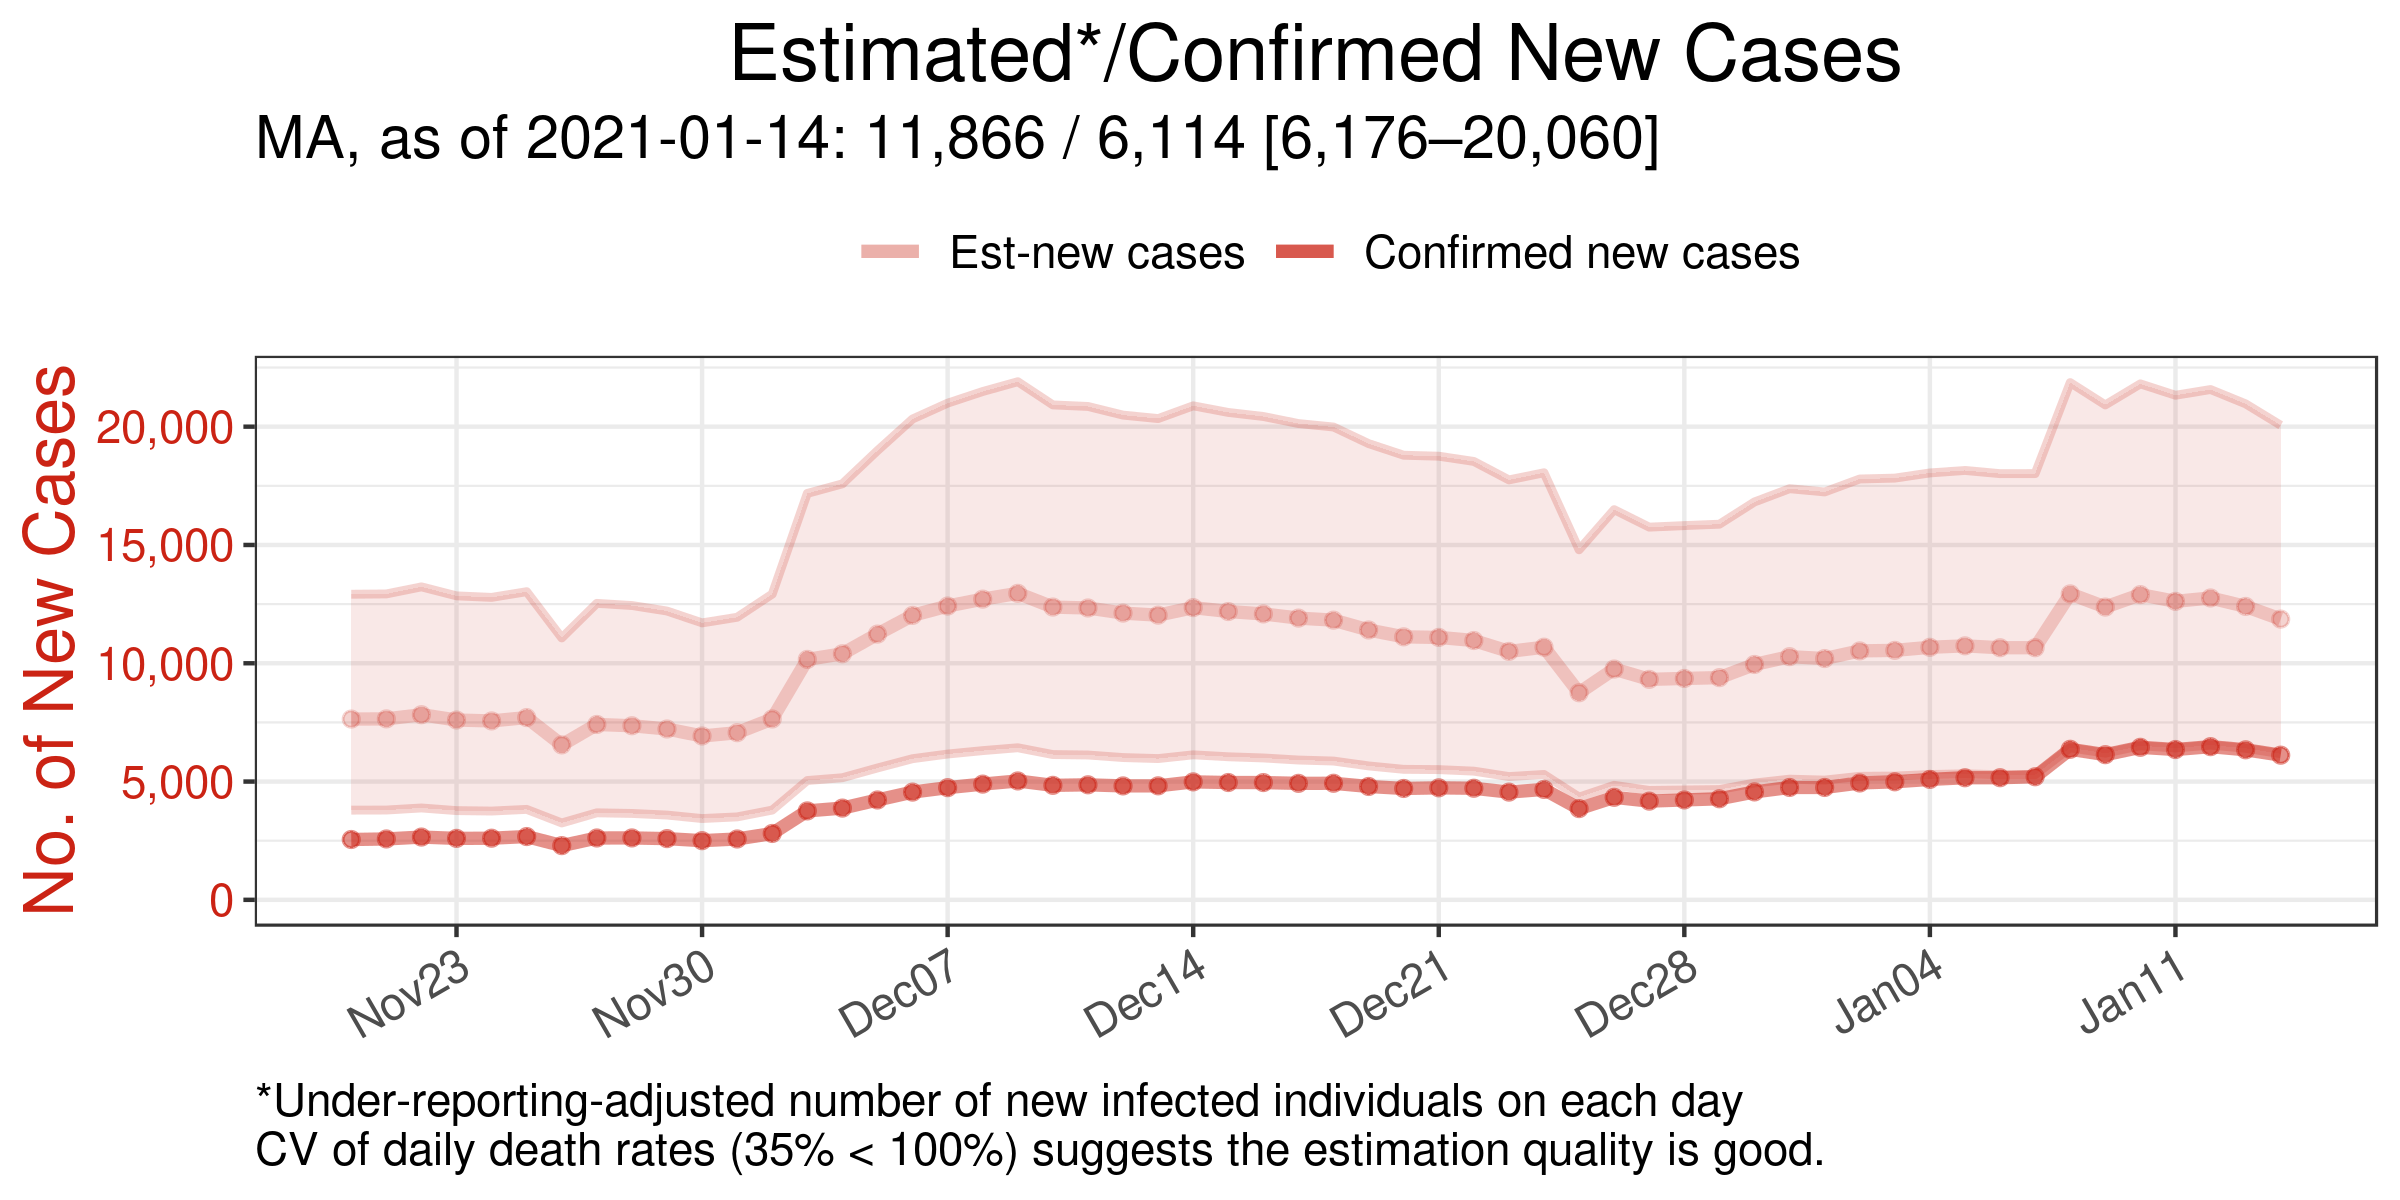 Estimated*/Confirmed New Cases
MA, as of 2021-01-14: 11,866 / 6,114 [6,176–20,060]
Est-new cases
Confirmed new cases
No. of New Cases
20,000
15,000
10,000
5,000
0
Nov23
Nov30
Dec07
Dec14
Dec21
Dec28
Jan04
Jan11
*Under-reporting-adjusted number of new infected individuals on each day
CV of daily death rates (35% < 100%) suggests the estimation quality is good.